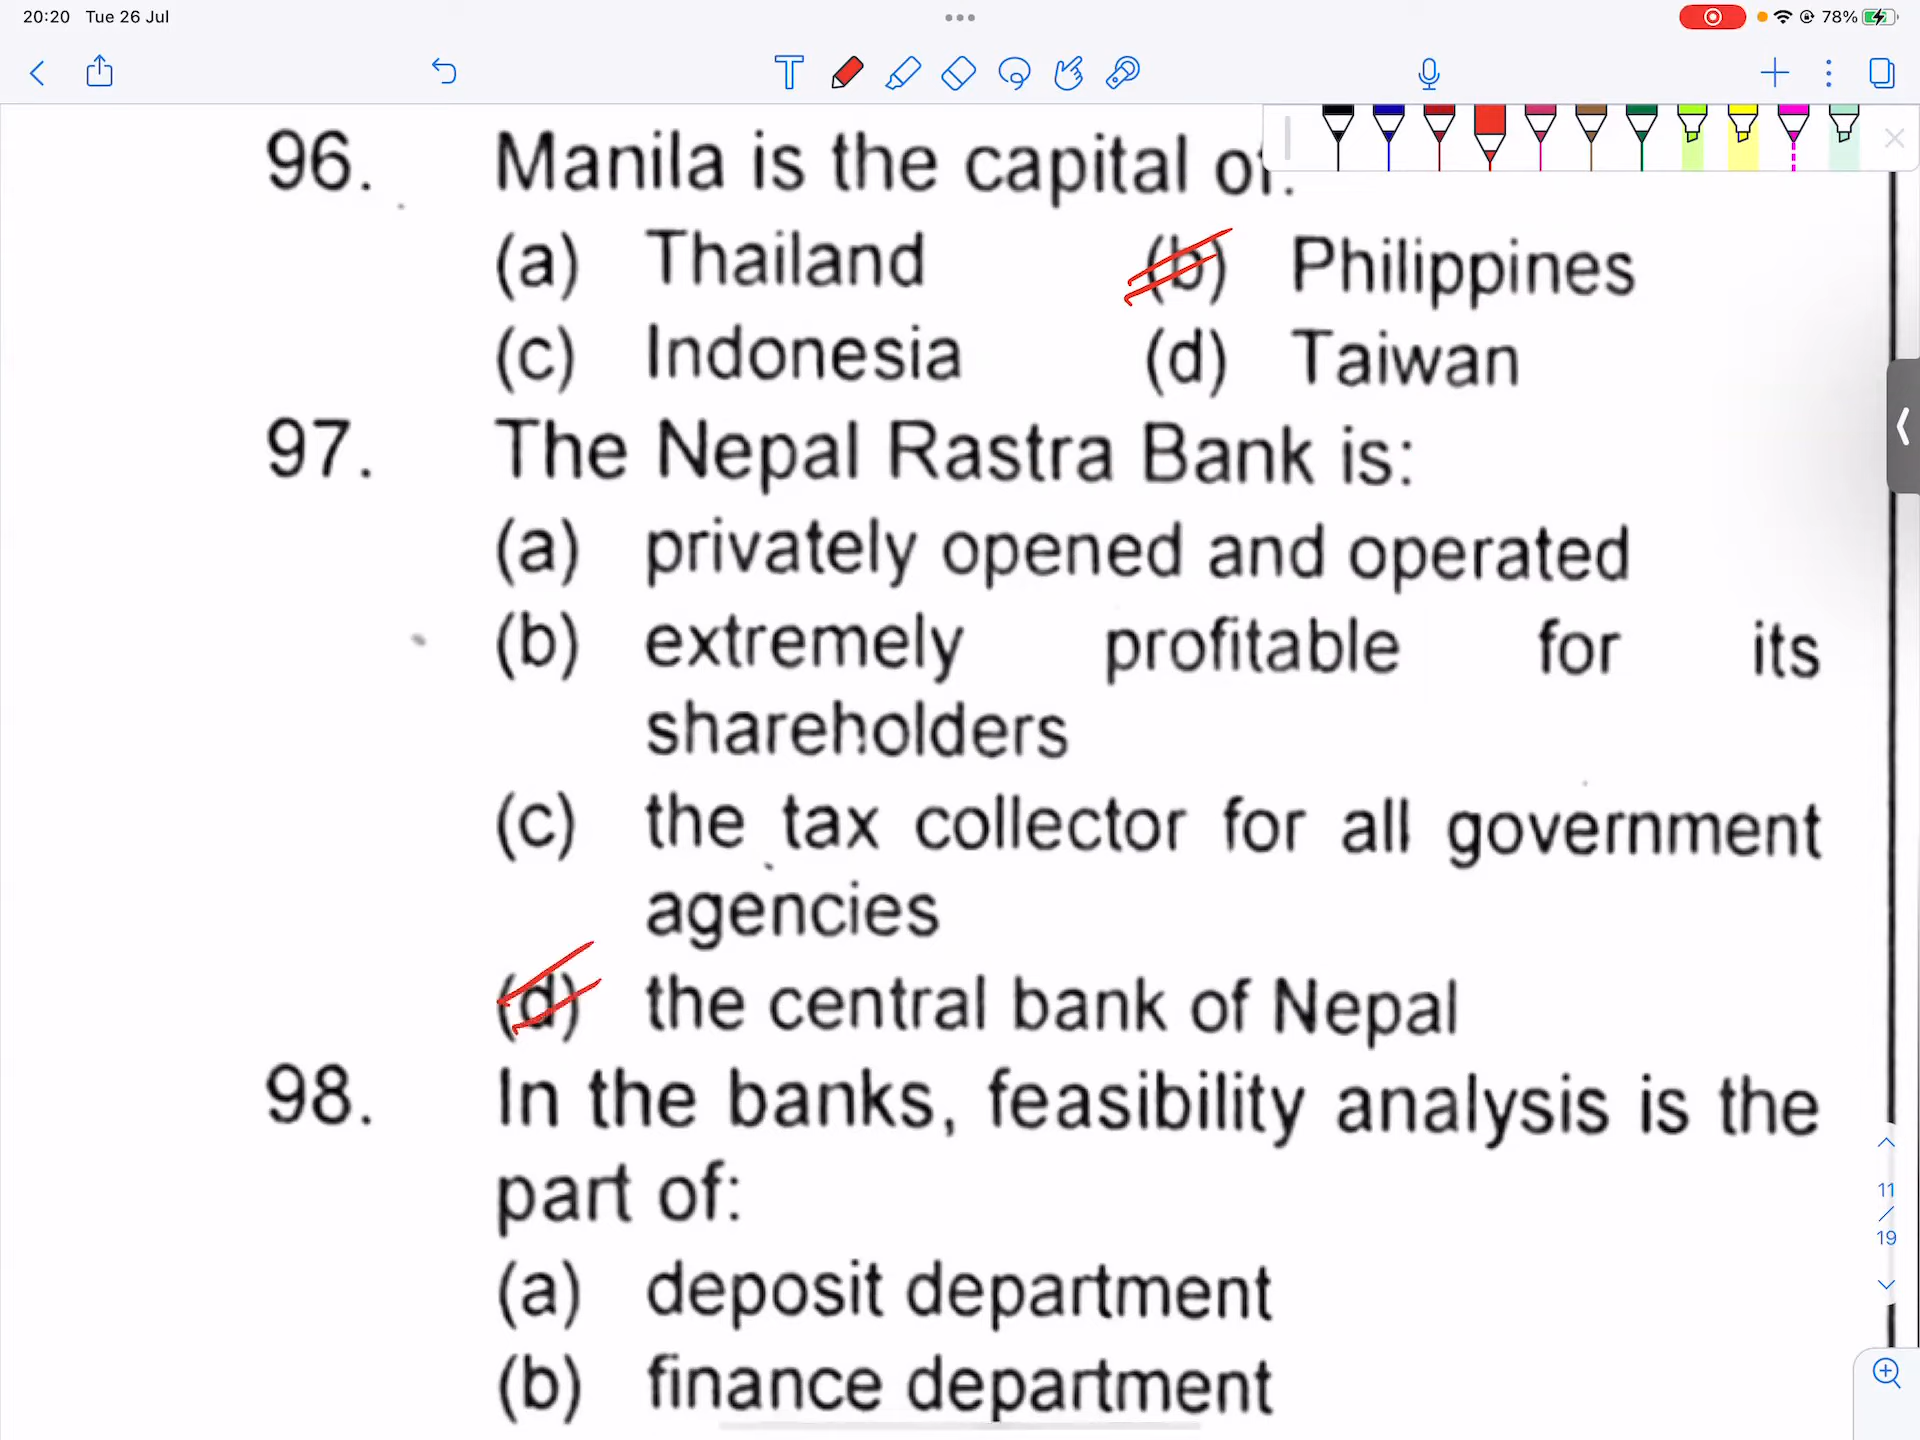 20:20 Tue 26 Jul
78%
96. Manila is the capital of:
(a) Thailand (b) Philippines
(c) Indonesia (d) Taiwan
97. The Nepal Rastra Bank is:
(a) privately opened and operated
(b) extremely profitable for its
shareholders
(c) the tax collector for all government
agencies
(d) the central bank of Nepal
98. In the banks, feasibility analysis is the
part of:
11
/
19
(a) deposit department
(b) finance department